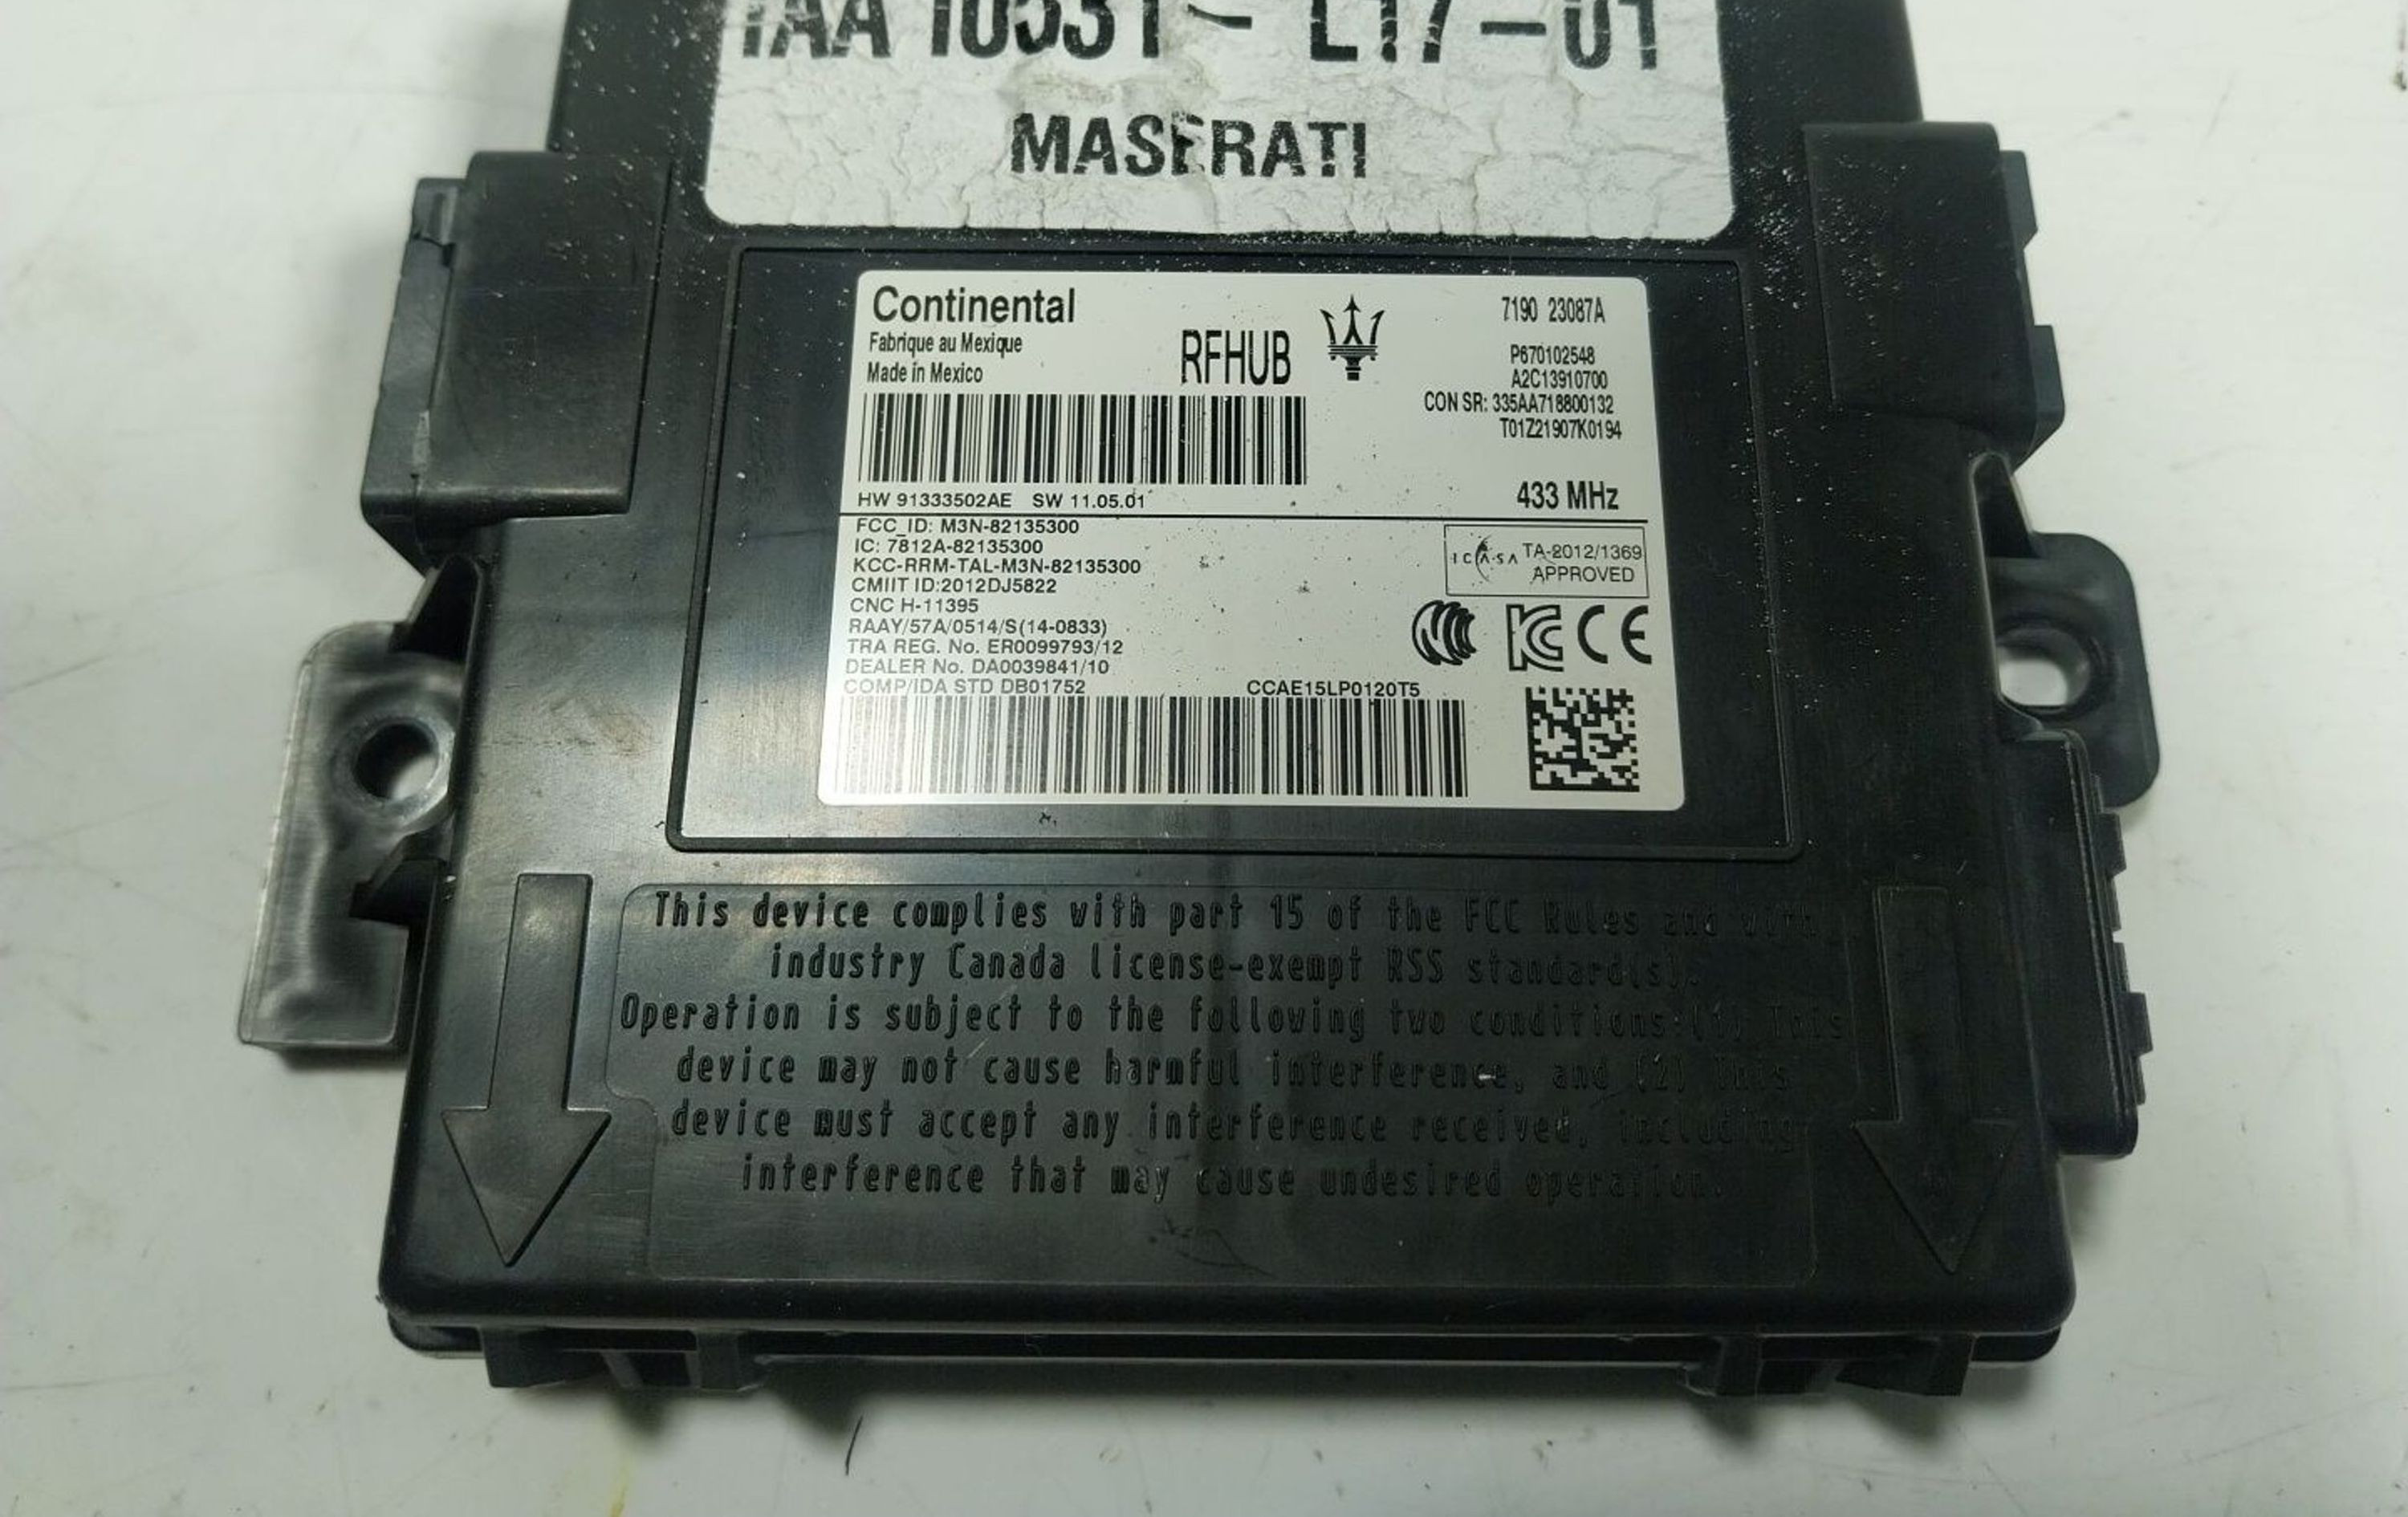 1AA 10531 - L17 - 01
MASERATI
Continental
Fabrique au Mexique
Made in Mexico
RFHUB
7190 23087A
P670102548
A2C13910700
CON SR: 335AA718800132
T01Z21907K0194
HW 91333502AE SW 11.05.01
433 MHz
FCC_ID: M3N-82135300
IC: 7812A-82135300
KCC-RRM-TAL-M3N-82135300
CMIIT ID:2012DJ5822
CNC H-11395
RAAY/57A/0514/S(14-0833)
TRA REG. No. ER0099793/12
DEALER No. DA0039841/10
COMP/IDA STD DB01752
CCAE15LP0120T5
ICASA TA-2012/1369
APPROVED
CE
This device complies with part 15 of the FCC Rules and with
industry Canada license-exempt RSS standard(s).
Operation is subject to the following two conditions:(1) This
device may not cause harmful interference, and (2) This
device must accept any interference received, including
interference that may cause undesired operation.